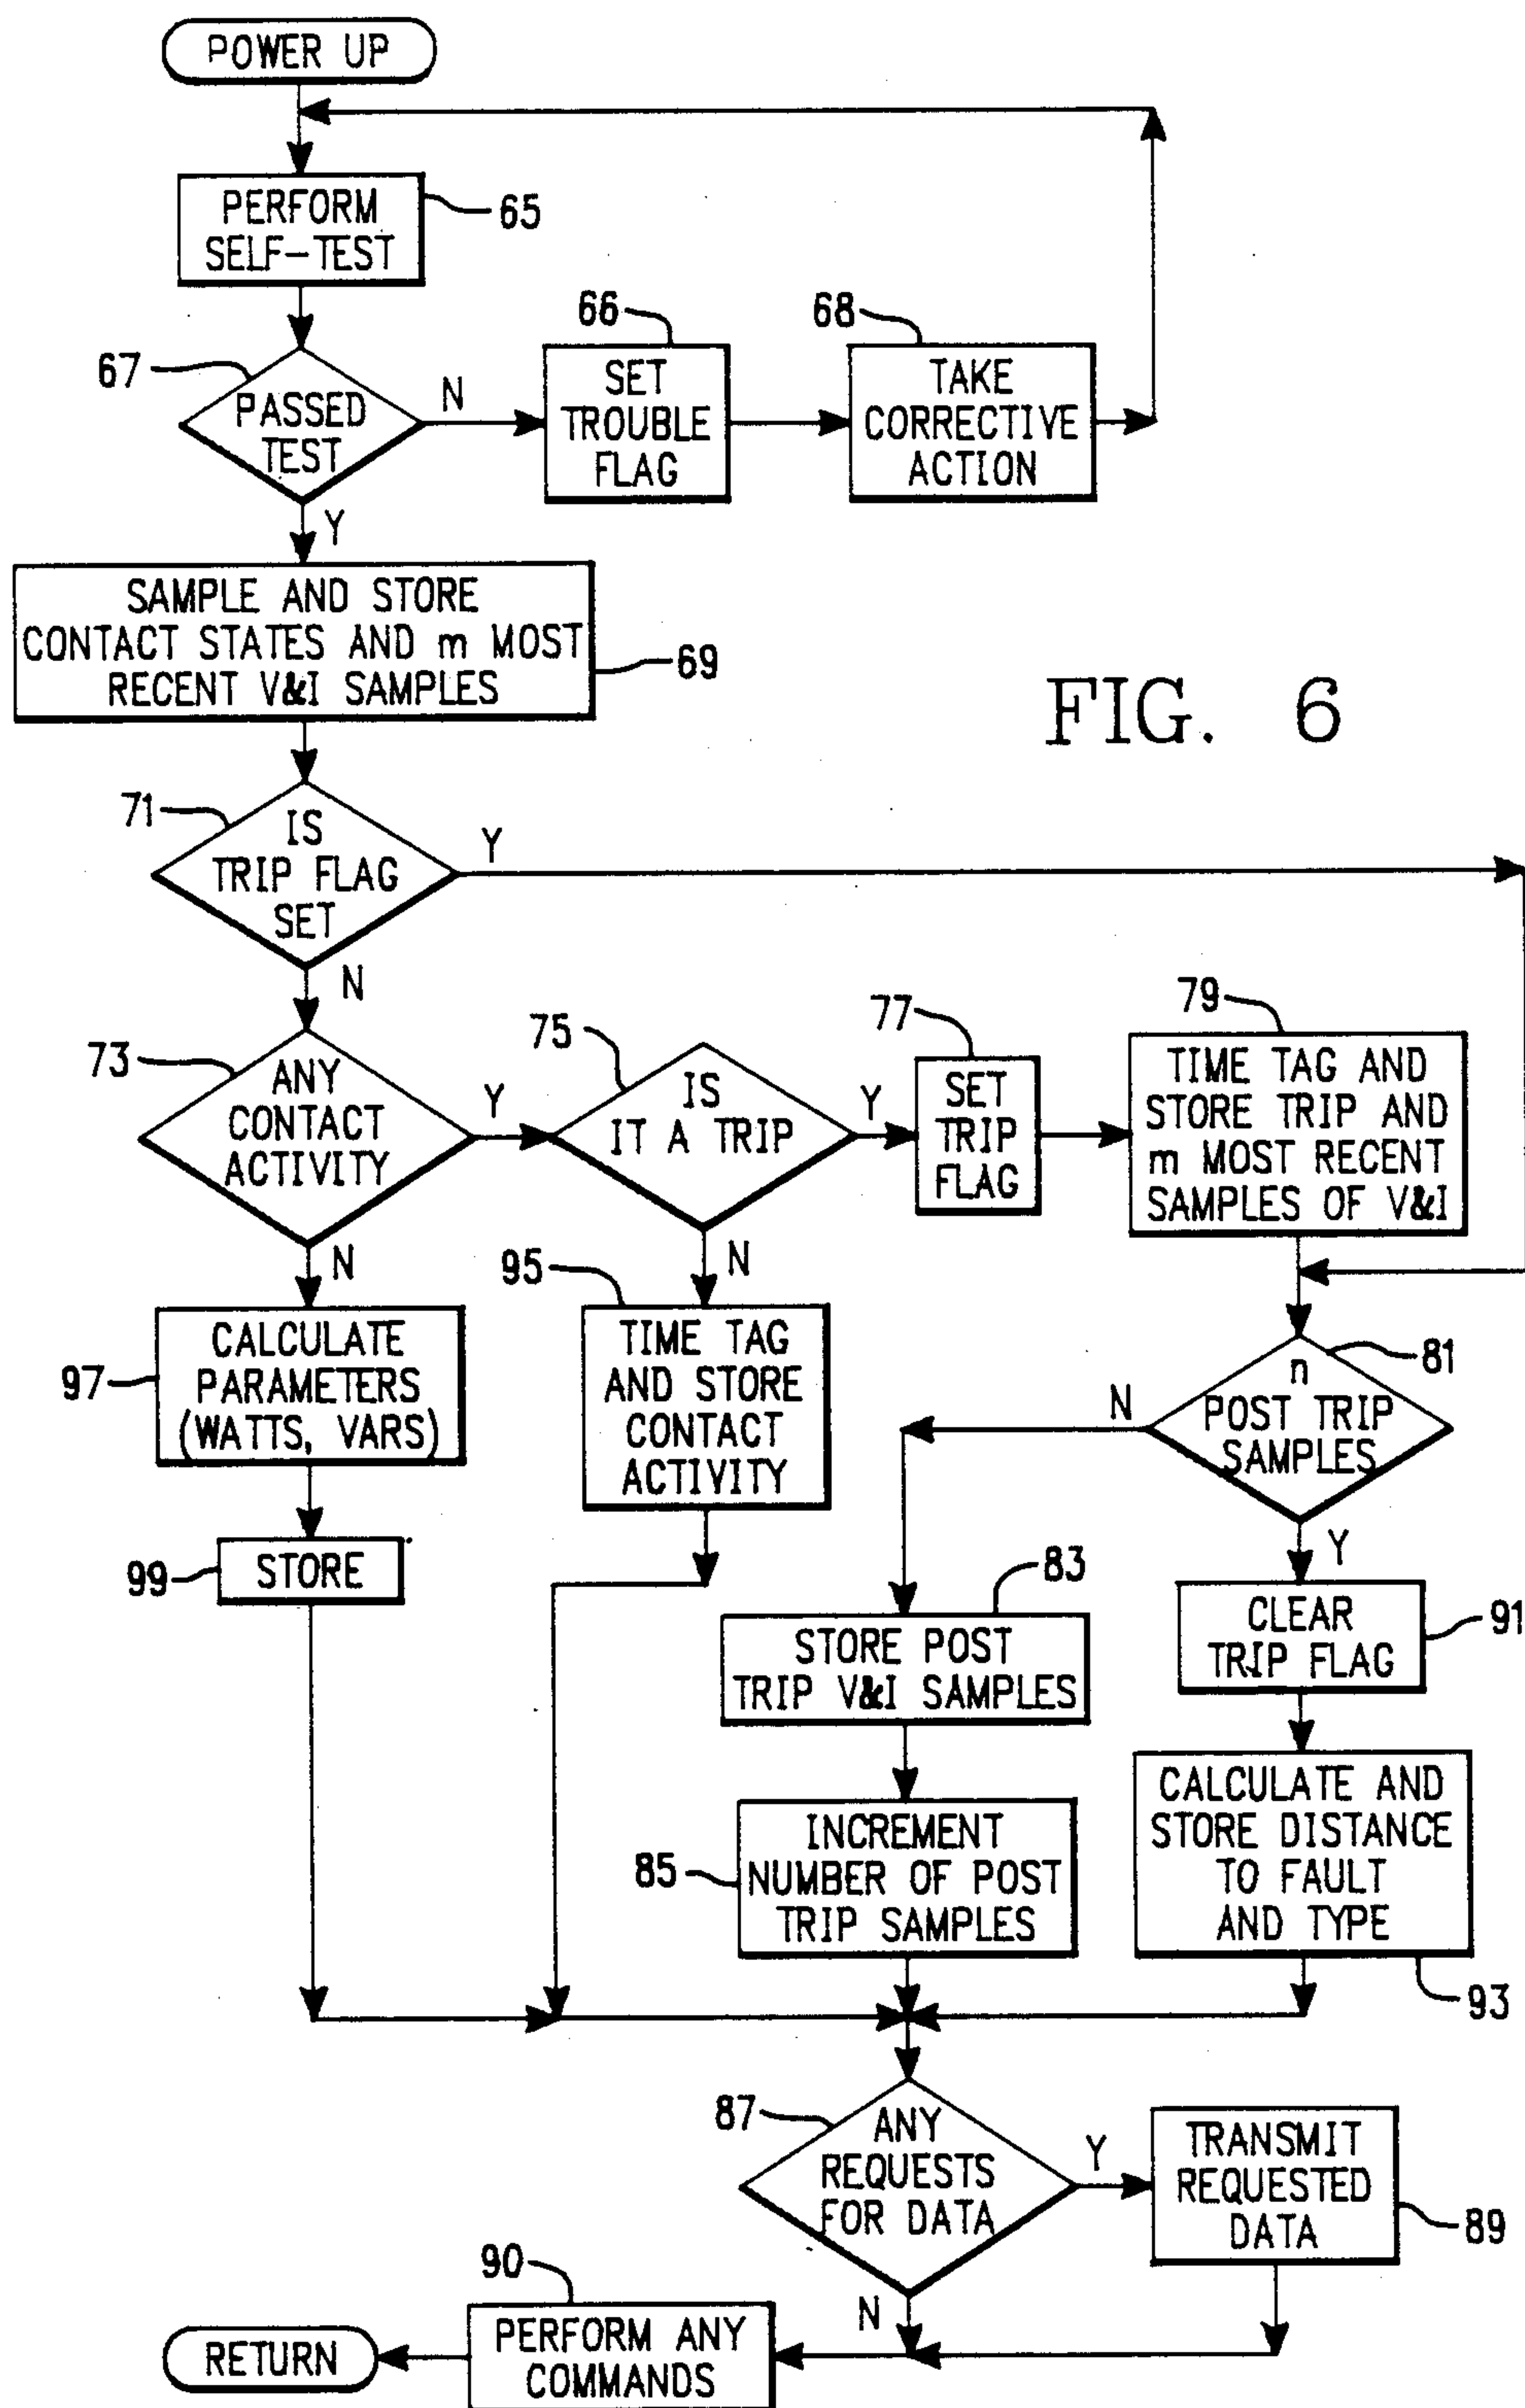 POWER UP
PERFORM
SELF-TEST
65
67
PASSED
TEST
N
66
SET
TROUBLE
FLAG
68
TAKE
CORRECTIVE
ACTION
Y
SAMPLE AND STORE
CONTACT STATES AND m MOST
RECENT V&I SAMPLES
69
FIG. 6
71
IS
TRIP FLAG
SET
Y
N
73
ANY
CONTACT
ACTIVITY
Y
75
IS
IT A TRIP
Y
77
SET
TRIP
FLAG
79
TIME TAG AND
STORE TRIP AND
m MOST RECENT
SAMPLES OF V&I
N
N
97
CALCULATE
PARAMETERS
(WATTS, VARS)
95
TIME TAG
AND STORE
CONTACT
ACTIVITY
81
n
POST TRIP
SAMPLES
N
Y
99
STORE
83
STORE POST
TRIP V&I SAMPLES
CLEAR
TRIP FLAG
91
85
INCREMENT
NUMBER OF POST
TRIP SAMPLES
CALCULATE AND
STORE DISTANCE
TO FAULT
AND TYPE
93
87
ANY
REQUESTS
FOR DATA
Y
TRANSMIT
REQUESTED
DATA
89
N
90
PERFORM ANY
COMMANDS
RETURN